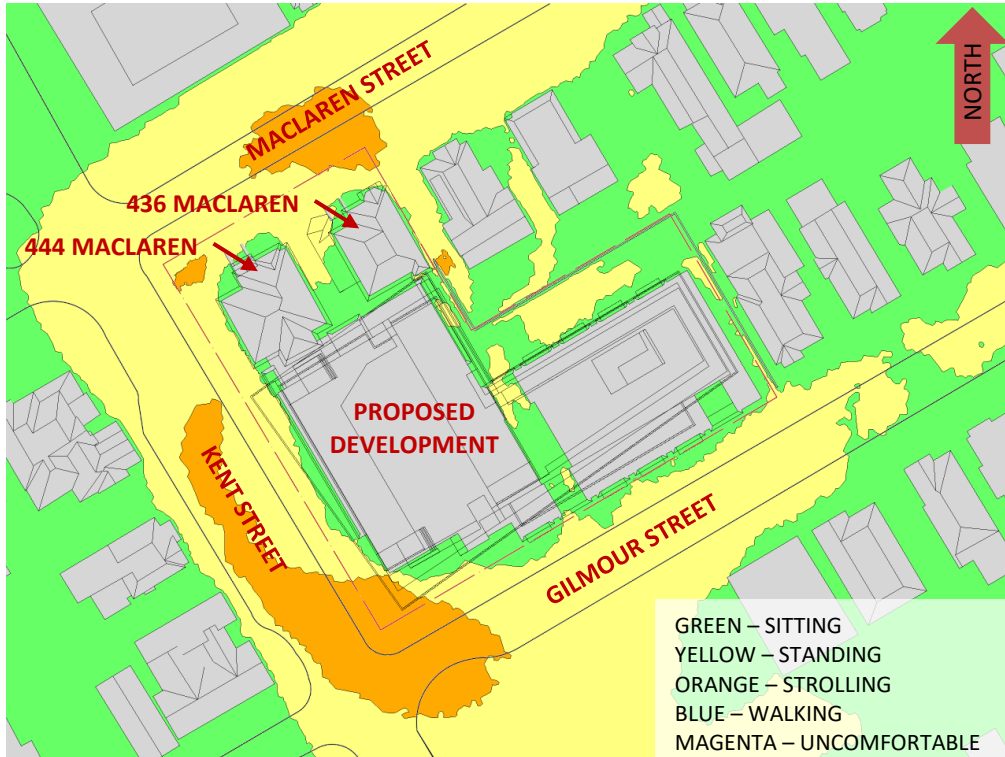 NORTH
MACLAREN STREET
436 MACLAREN
444 MACLAREN
PROPOSED
DEVELOPMENT
KENT STREET
GILMOUR STREET
GREEN – SITTING
YELLOW – STANDING
ORANGE – STROLLING
BLUE – WALKING
MAGENTA – UNCOMFORTABLE